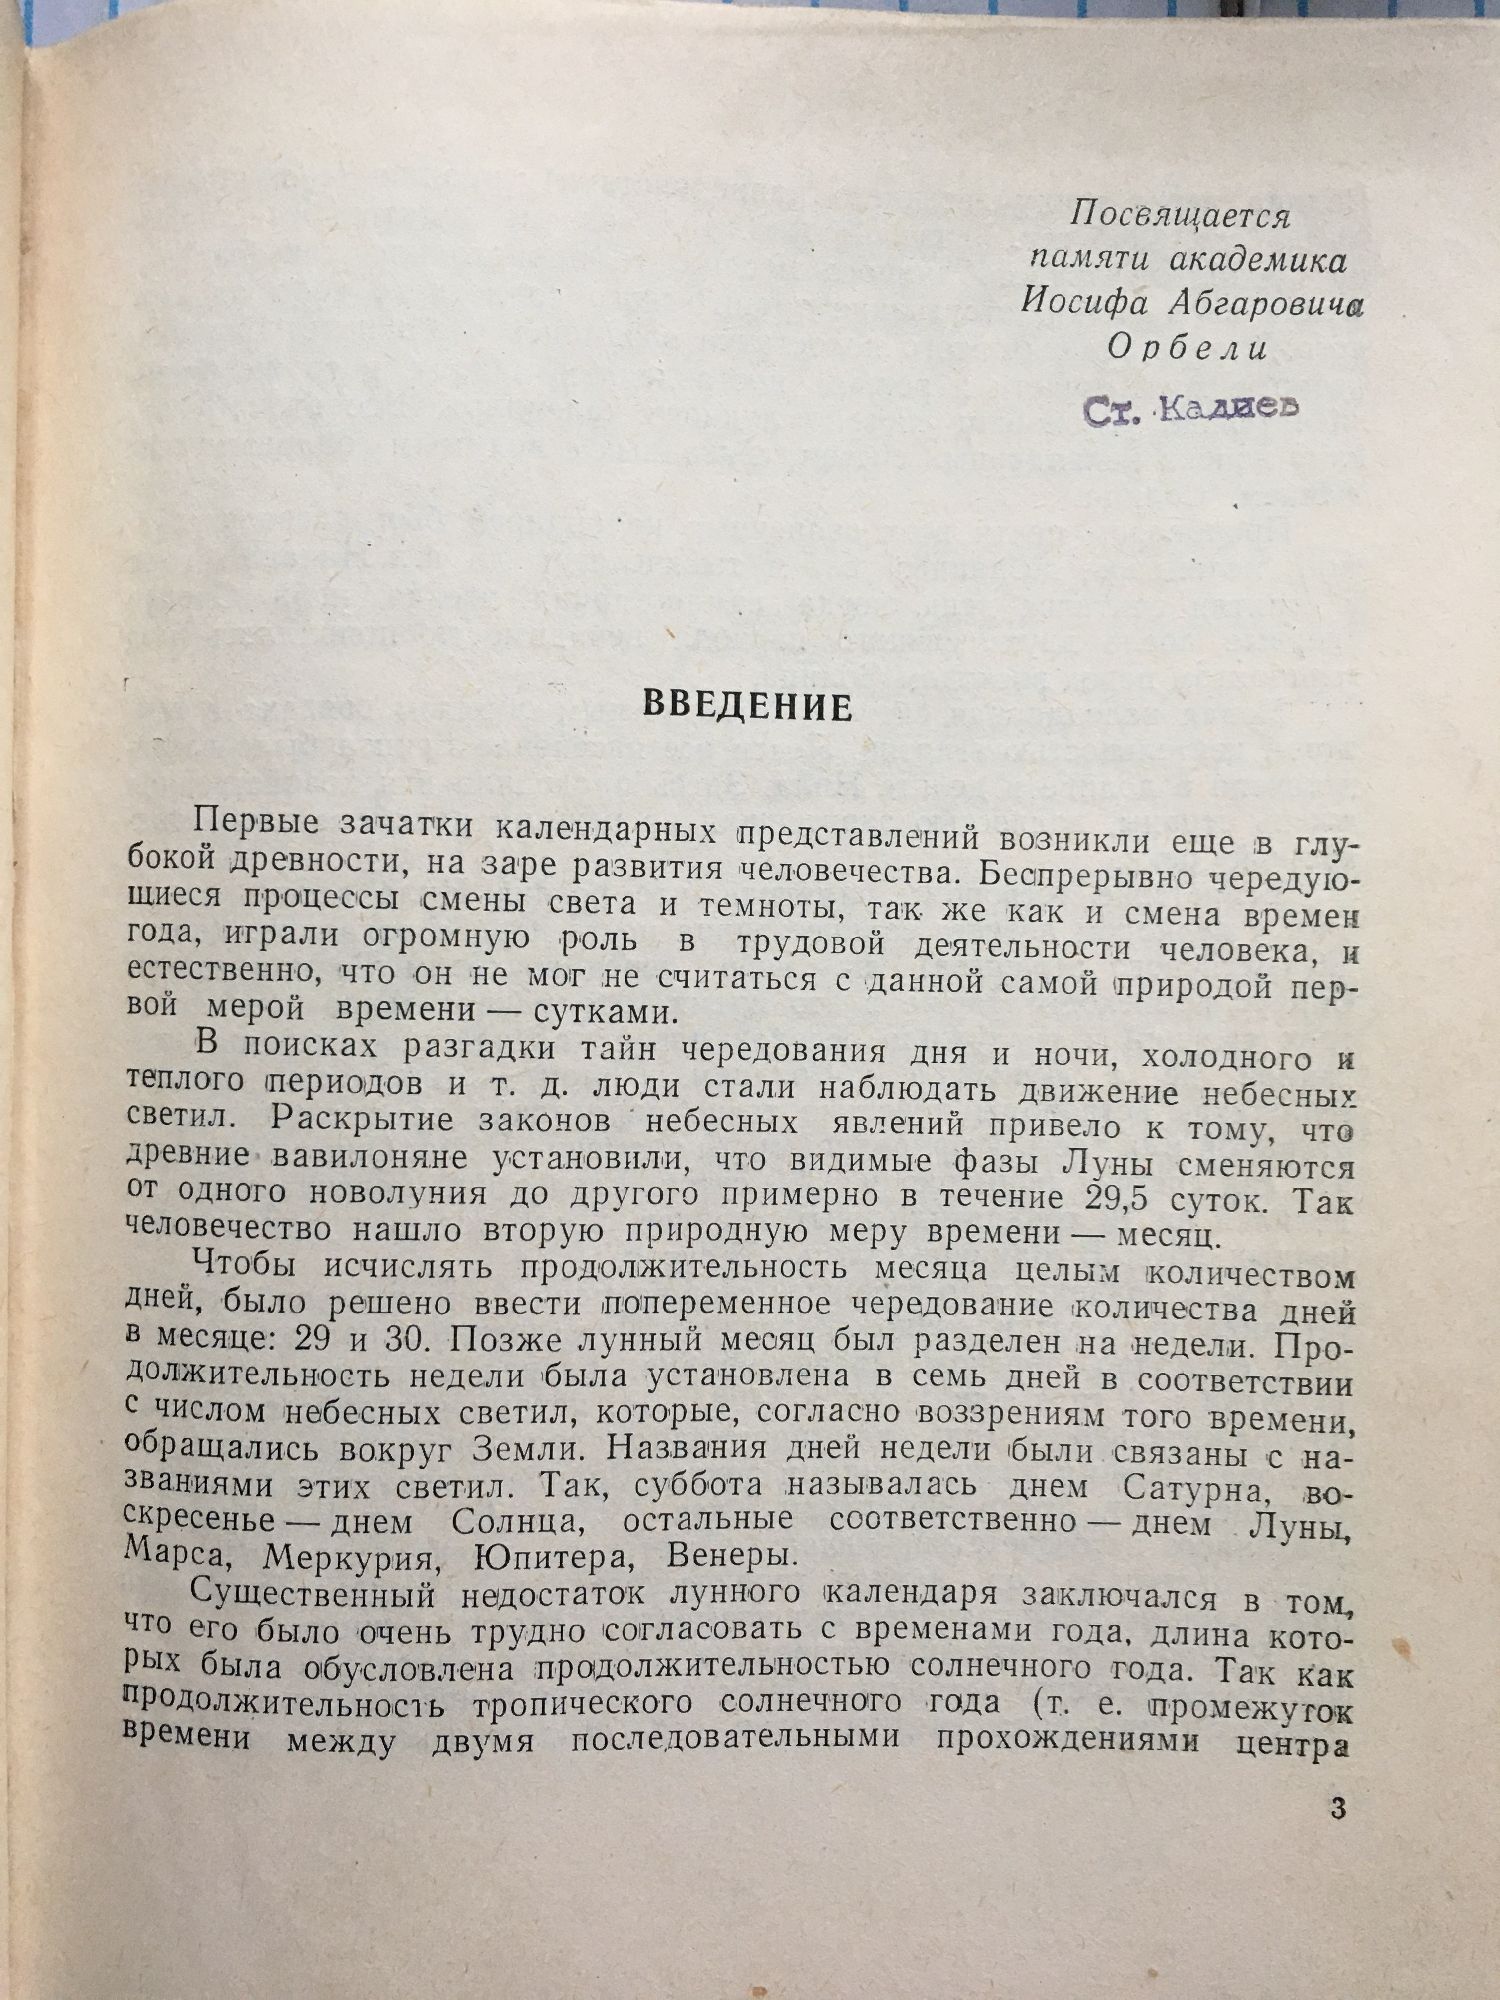 Посвящается
памяти академика
Иосифа Абгаровича
Орбели
Ст. Кадиев
ВВЕДЕНИЕ
Первые зачатки календарных представлений возникли еще в глу-
бокой древности, на заре развития человечества. Беспрерывно чередую-
щиеся процессы смены света и темноты, так же как и смена времен
года, играли огромную роль в трудовой деятельности человека, и
естественно, что он не мог не считаться с данной самой природой пер-
вой мерой времени — сутками.
В поисках разгадки тайн чередования дня и ночи, холодного и
теплого периодов и т. д. люди стали наблюдать движение небесных
светил. Раскрытие законов небесных явлений привело к тому, что
древние вавилоняне установили, что видимые фазы Луны сменяются
от одного новолуния до другого примерно в течение 29,5 суток. Так
человечество нашло вторую природную меру времени — месяц.
Чтобы исчислять продолжительность месяца целым количеством
дней, было решено ввести попеременное чередование количества дней
в месяце: 29 и 30. Позже лунный месяц был разделен на недели. Про-
должительность недели была установлена в семь дней в соответствии
с числом небесных светил, которые, согласно воззрениям того времени,
обращались вокруг Земли. Названия дней недели были связаны с на-
званиями этих светил. Так, суббота называлась днем Сатурна, во-
скресенье — днем Солнца, остальные соответственно — днем Луны,
Марса, Меркурия, Юпитера, Венеры.
Существенный недостаток лунного календаря заключался в том,
что его было очень трудно согласовать с временами года, длина кото-
рых была обусловлена продолжительностью солнечного года. Так как
продолжительность тропического солнечного года (т. е. промежуток
времени между двумя последовательными прохождениями центра
3